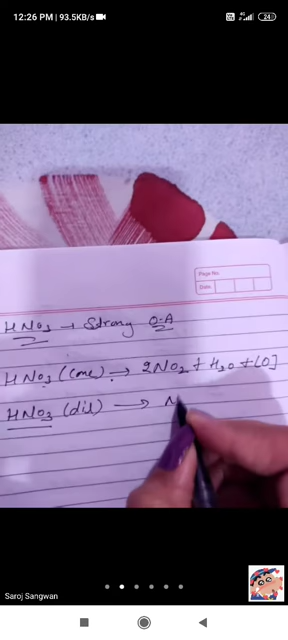 12:26 PM | 93.5KB/s
24
Page No.
Date:
HNO3 → Strong O-A
HNO3 (conc) → 2NO2 + H2O + [O]
HNO3 (dil) → N
Saroj Sangwan